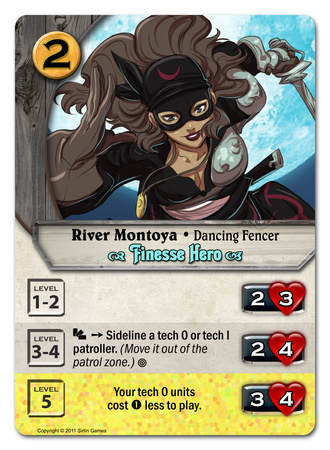 2
River Montoya • Dancing Fencer
Finesse Hero
LEVEL
1-2
2 3
LEVEL
3-4
→ Sideline a tech 0 or tech I
patroller. (Move it out of the
patrol zone.)
2 4
LEVEL
5
Your tech 0 units
cost 1 less to play.
3 4
Copyright © 2011 Sirlin Games